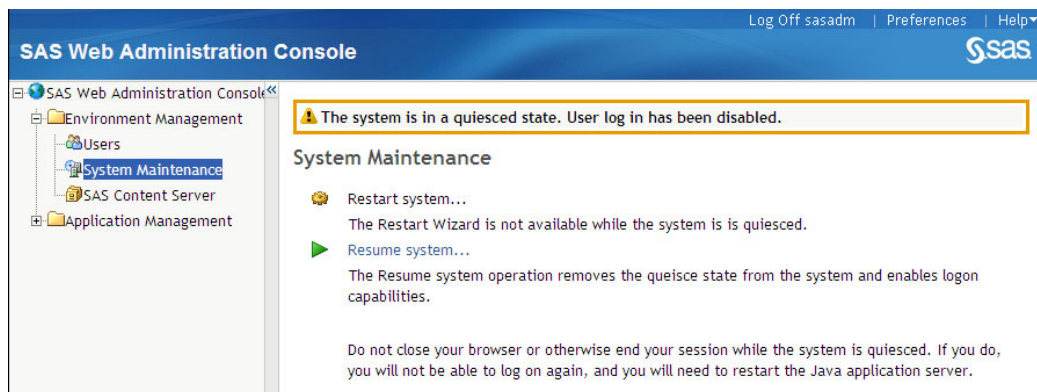 Log Off sasadm | Preferences | Help
SAS Web Administration Console
sas
SAS Web Administration Console
Environment Management
Users
System Maintenance
SAS Content Server
Application Management
The system is in a quiesced state. User log in has been disabled.
System Maintenance
Restart system...
The Restart Wizard is not available while the system is is quiesced.
Resume system...
The Resume system operation removes the queisce state from the system and enables logon
capabilities.
Do not close your browser or otherwise end your session while the system is quiesced. If you do,
you will not be able to log on again, and you will need to restart the Java application server.